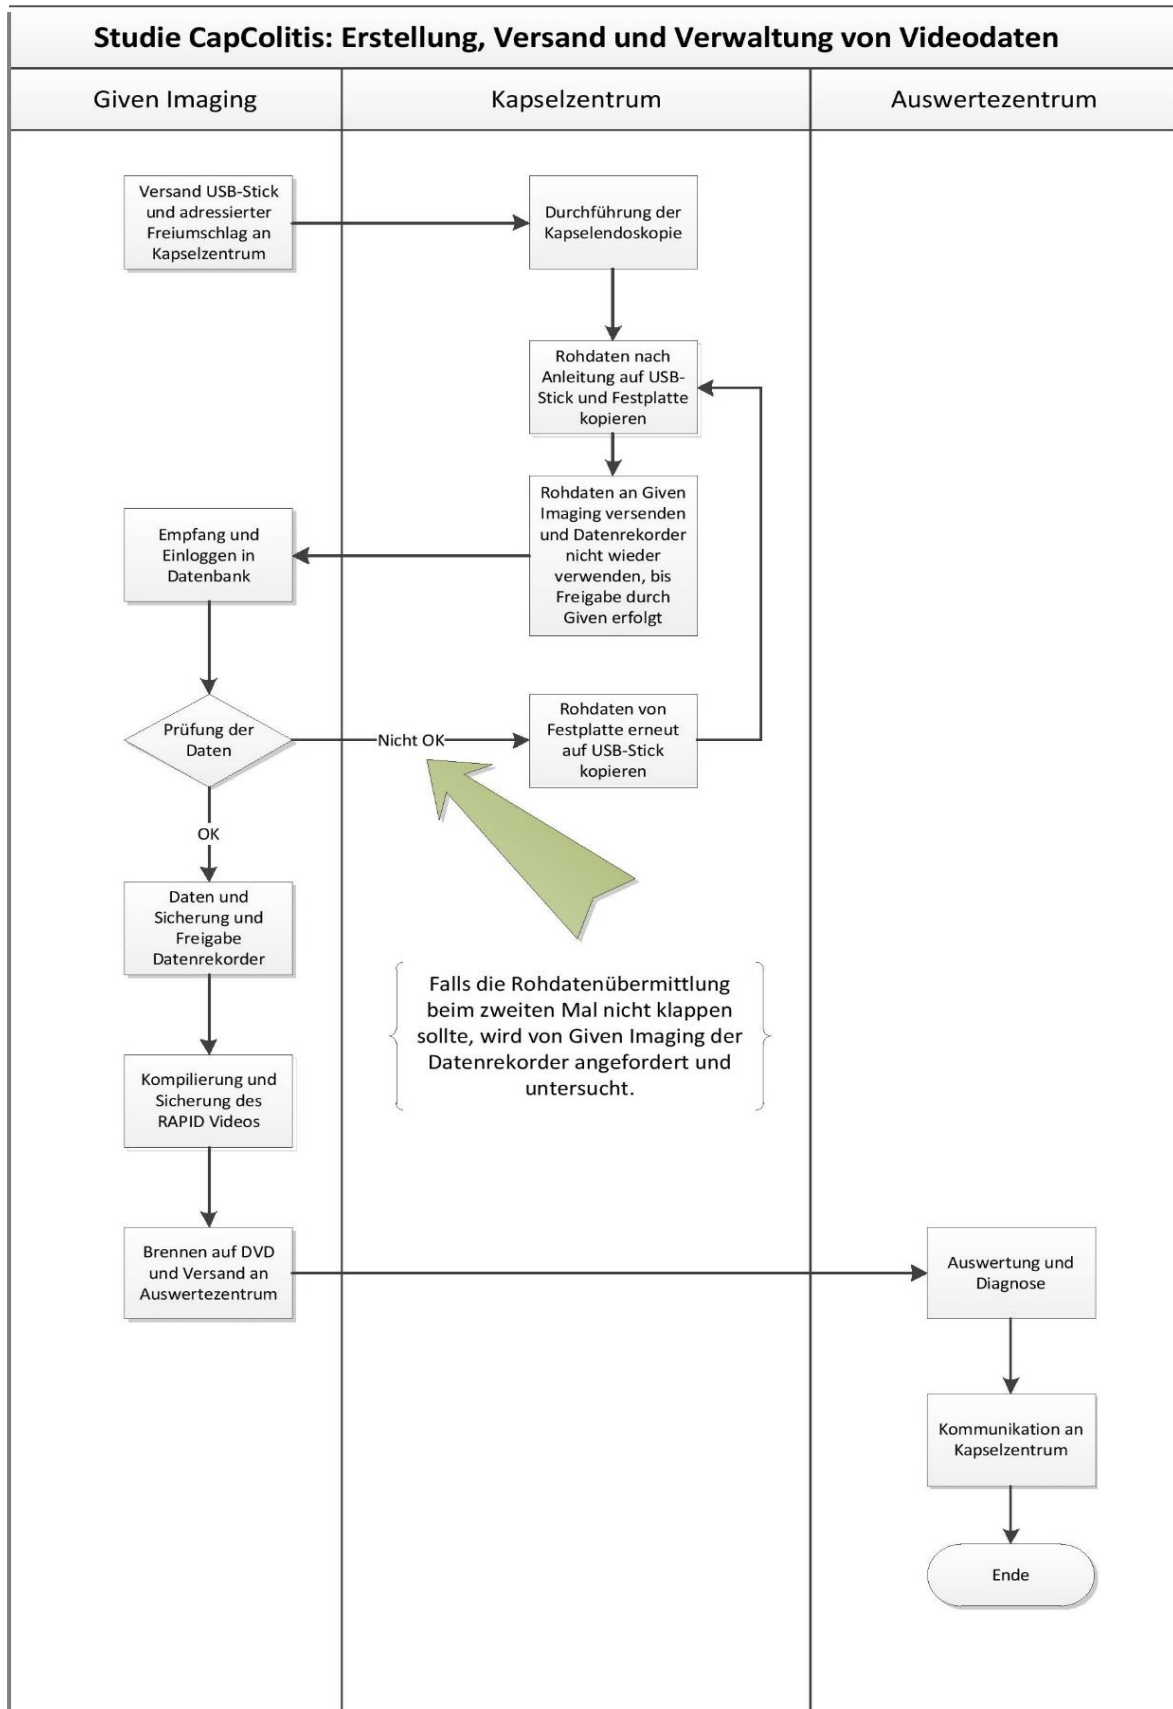 Studie CapColitis: Erstellung, Versand und Verwaltung von Videodaten
Given Imaging
Kapselzentrum
Auswertezentrum
Versand USB-Stick
und adressierter
Freiumschlag an
Kapselzentrum
Durchführung der
Kapselendoskopie
Rohdaten nach
Anleitung auf USB-
Stick und Festplatte
kopieren
Rohdaten an Given
Imaging versenden
und Datenrekorder
nicht wieder
verwenden, bis
Freigabe durch
Given erfolgt
Empfang und
Einloggen in
Datenbank
Prüfung der
Daten
Nicht OK
Rohdaten von
Festplatte erneut
auf USB-Stick
kopieren
OK
Daten und
Sicherung und
Freigabe
Datenrekorder
Falls die Rohdatenübermittlung
beim zweiten Mal nicht klappen
sollte, wird von Given Imaging der
Datenrekorder angefordert und
untersucht.
Kompilierung und
Sicherung des
RAPID Videos
Brennen auf DVD
und Versand an
Auswertezentrum
Auswertung und
Diagnose
Kommunikation an
Kapselzentrum
Ende